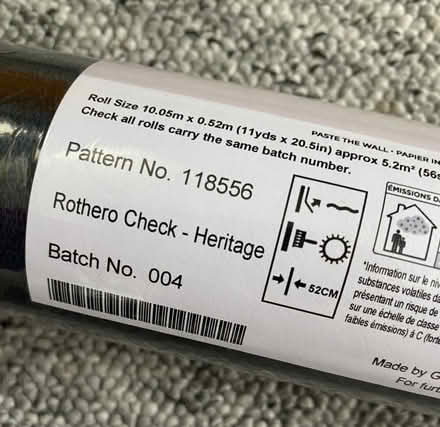 Roll Size 10.05m x 0.52m (11yds x 20.5in) approx 5.2m² (56s
Check all rolls carry the same batch number.
PASTE THE WALL • PAPIER IN
Pattern No. 118556
Rothero Check - Heritage
Batch No. 004
52CM
ÉMISSIONS DA
*Information sur le niv
substances volatiles da
présentant un risque de
sur une échelle de classe
faibles émissions) à C (forte
Made by G
For furt